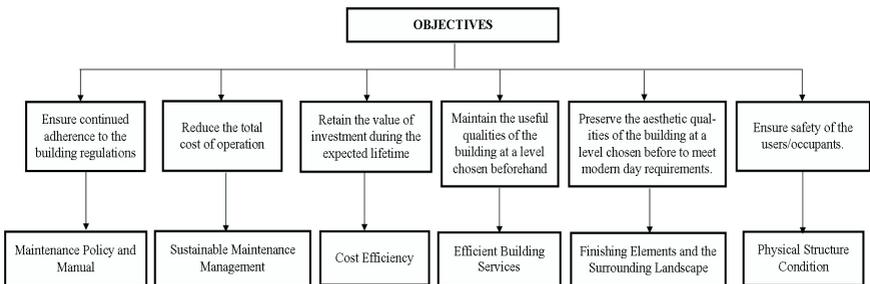 OBJECTIVES
Ensure continued
adherence to the
building regulations
Reduce the total
cost of operation
Retain the value of
investment during the
expected lifetime
Maintain the useful
qualities of the
building at a level
chosen beforehand
Preserve the aesthetic qual-
ities of the building at a
level chosen before to meet
modern day requirements.
Ensure safety of the
users/occupants.
Maintenance Policy and
Manual
Sustainable Maintenance
Management
Cost Efficiency
Efficient Building
Services
Finishing Elements and the
Surrounding Landscape
Physical Structure
Condition